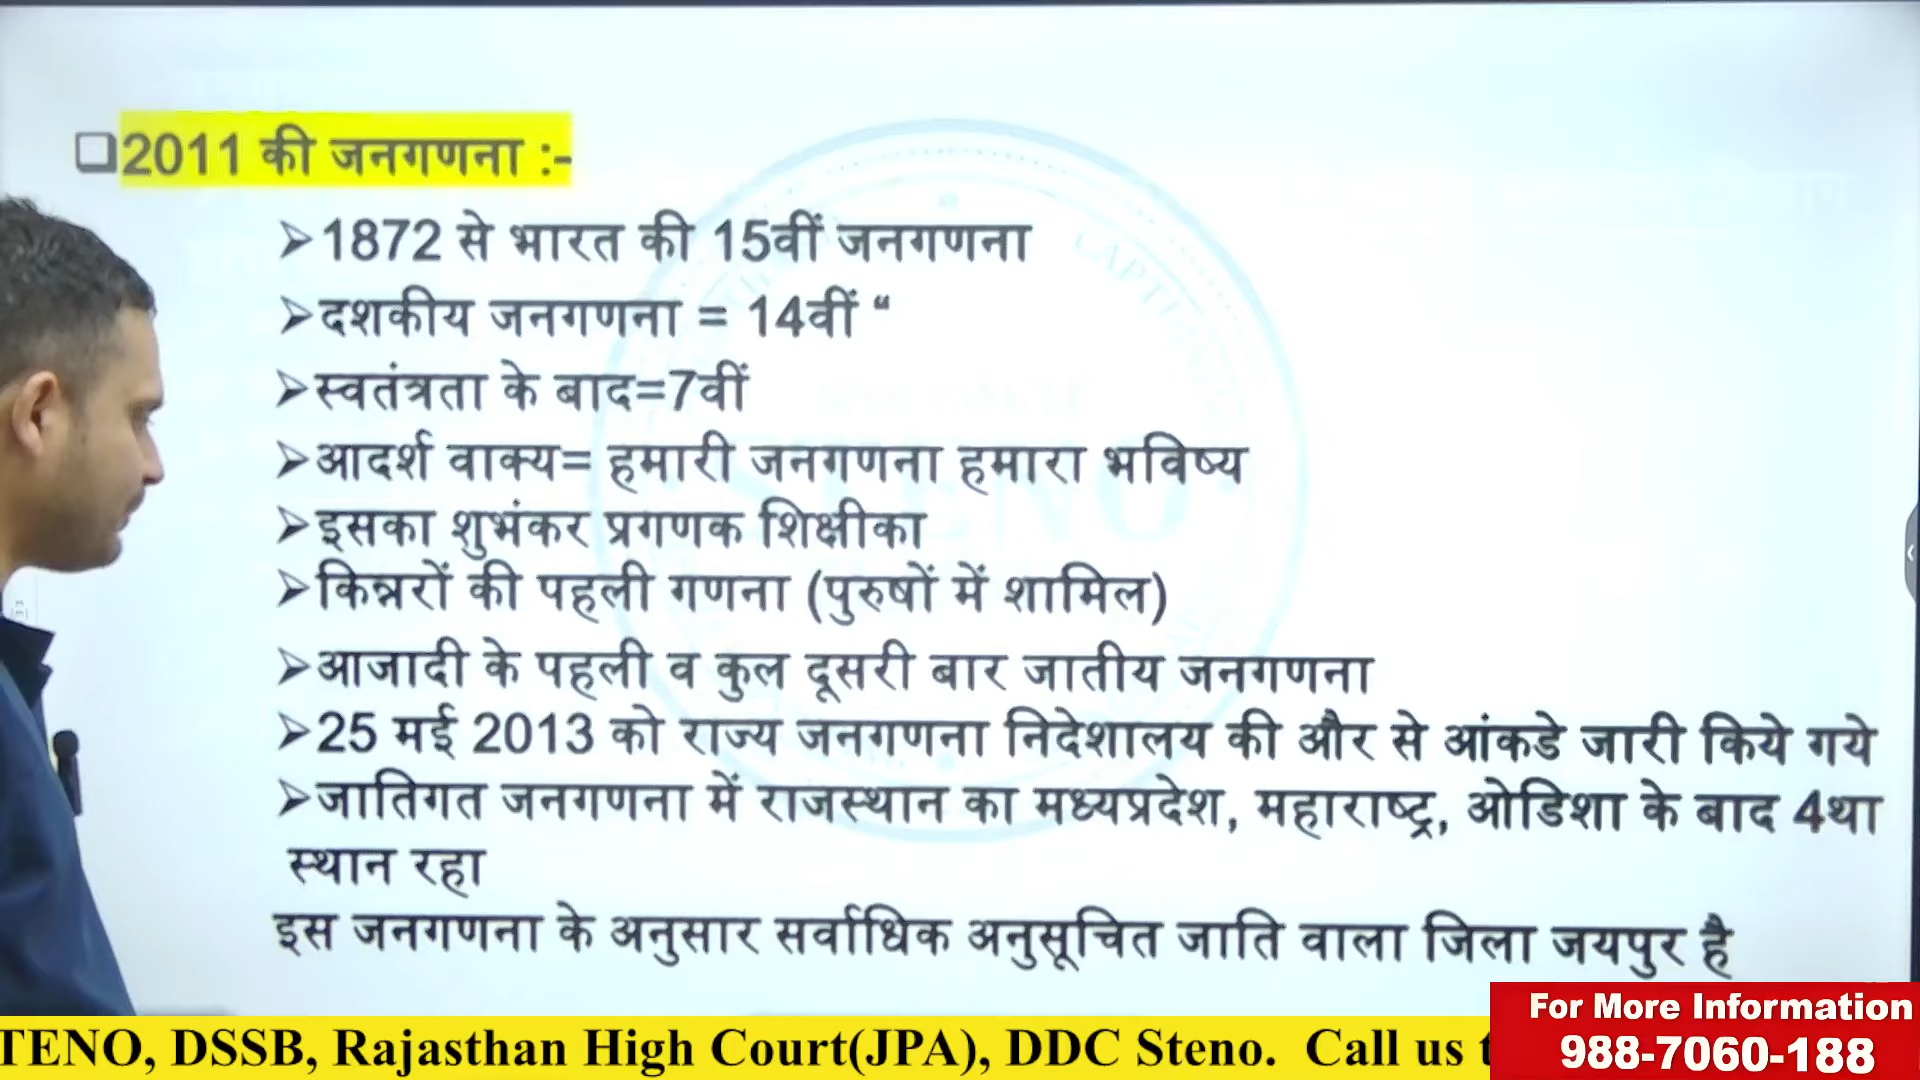 2011 की जनगणना :-
1872 से भारत की 15वीं जनगणना
दशकीय जनगणना = 14वीं “
स्वतंत्रता के बाद=7वीं
आदर्श वाक्य= हमारी जनगणना हमारा भविष्य
इसका शुभंकर प्रगणक शिक्षीका
किन्नरों की पहली गणना (पुरुषों में शामिल)
आजादी के पहली व कुल दूसरी बार जातीय जनगणना
25 मई 2013 को राज्य जनगणना निदेशालय की और से आंकडे जारी किये गये
जातिगत जनगणना में राजस्थान का मध्यप्रदेश, महाराष्ट्र, ओडिशा के बाद 4था
स्थान रहा
इस जनगणना के अनुसार सर्वाधिक अनुसूचित जाति वाला जिला जयपुर है
STENO
TENO, DSSB, Rajasthan High Court(JPA), DDC Steno. Call us t
For More Information
988-7060-188